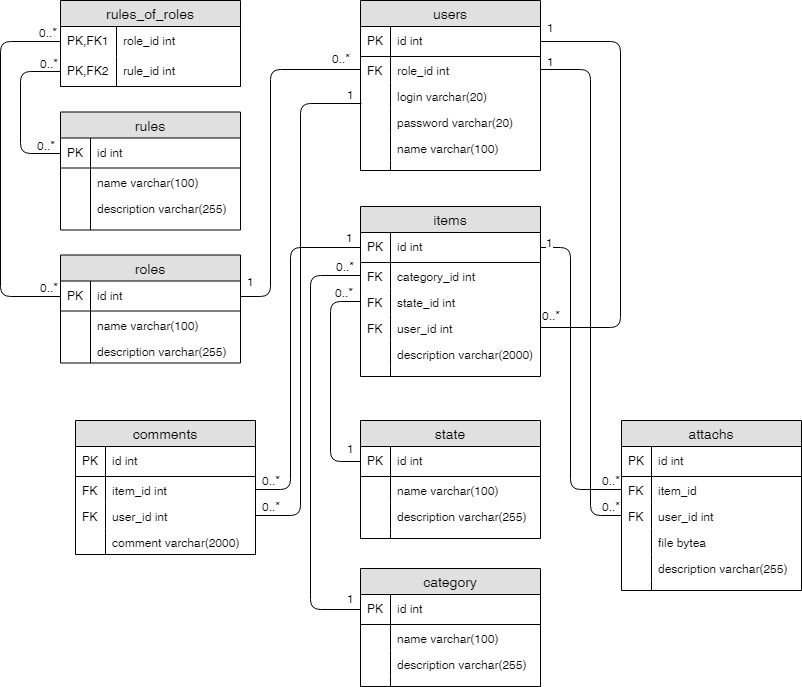 rules_of_roles
PK,FK1 role_id int
PK,FK2 rule_id int
0..*
0..*
rules
0..*
PK id int
name varchar(100)
description varchar(255)
roles
0..*
PK id int
1
name varchar(100)
description varchar(255)
users
PK id int
1
0..*
FK role_id int
1
1
login varchar(20)
password varchar(20)
name varchar(100)
items
1
PK id int
1
0..*
FK category_id int
0..*
FK state_id int
FK user_id int
0..*
description varchar(2000)
comments
PK id int
FK item_id int
0..*
FK user_id int
0..*
comment varchar(2000)
state
1
PK id int
name varchar(100)
description varchar(255)
attachs
PK id int
0..*
FK item_id
0..*
FK user_id int
file bytea
description varchar(255)
category
1
PK id int
name varchar(100)
description varchar(255)